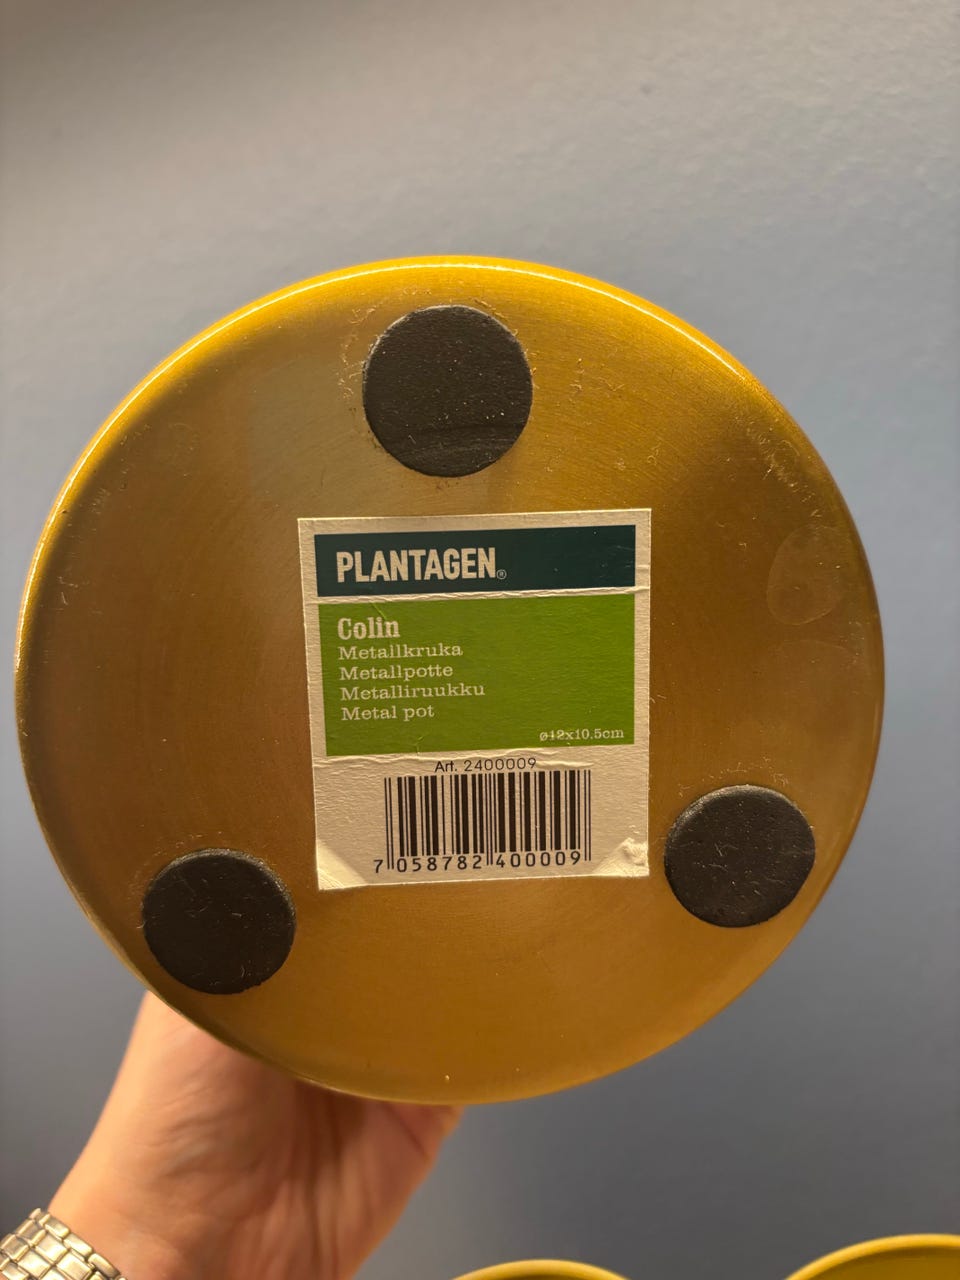 PLANTAGEN®
Colin
Metallkruka
Metallpotte
Metalliruukku
Metal pot
ø12x10.5cm
Art. 2400009
7 058782 400009